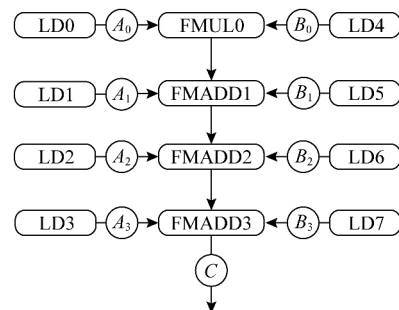 LD0 A₀ FMUL0 B₀ LD4
LD1 A₁ FMADD1 B₁ LD5
LD2 A₂ FMADD2 B₂ LD6
LD3 A₃ FMADD3 B₃ LD7
C